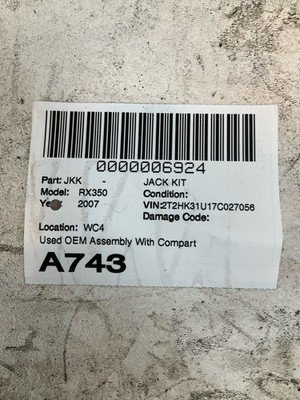 0000006924
Part: JKK - JACK KIT
Model: RX350 Condition:
Ye 2007 VIN:2T2HK31U17C027056
Damage Code:
Location: WC4
Used OEM Assembly With Compart
A743